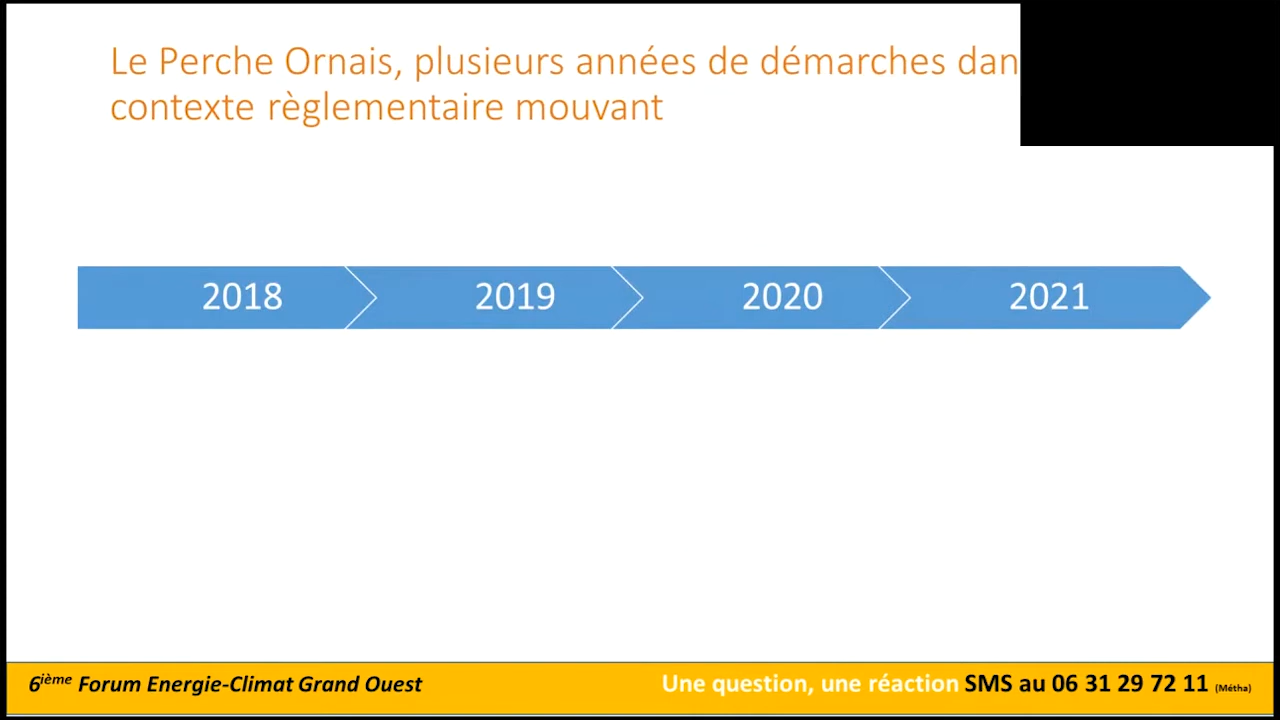 Le Perche Ornais, plusieurs années de démarches dan
contexte règlementaire mouvant
2018 2019 2020 2021
6ième Forum Energie-Climat Grand Ouest
Une question, une réaction SMS au 06 31 29 72 11 (Métha)